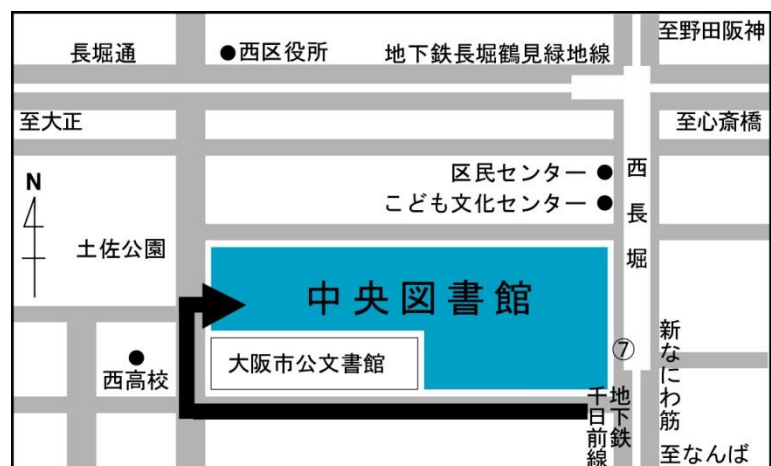 至野田阪神
長堀通
●西区役所
地下鉄長堀鶴見緑地線
至大正
至心斎橋
区民センター●
こども文化センター●
西長堀
N
土佐公園
中央図書館
⑦
新なにわ筋
大阪市公文書館
西高校
地下鉄
千日前線
至なんば